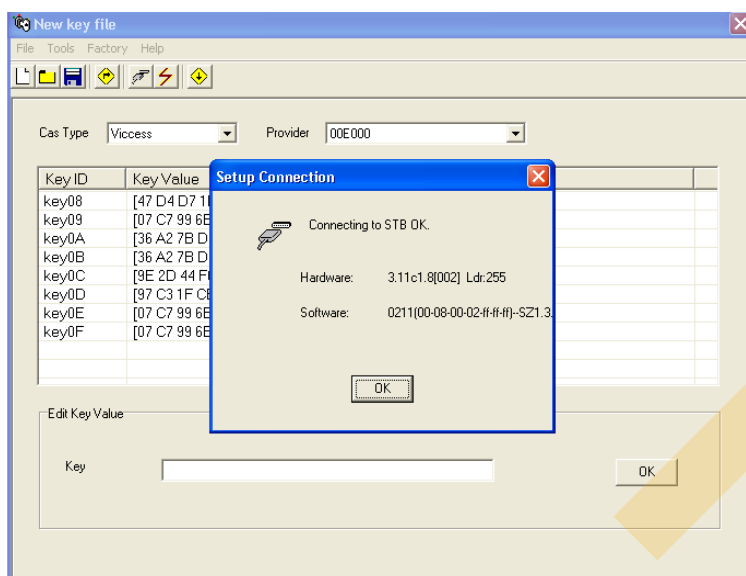 New key file
File Tools Factory Help
Cas Type Viccess Provider 00E000
Key ID Key Value
key08 [47 D4 D7
key09 [07 C7 99 6E
key0A [36 A2 7B D
key0B [36 A2 7B D
key0C [9E 2D 44
key0D [97 C3 1F
key0E [07 C7 99 6E
key0F [07 C7 99 6E
Setup Connection
Connecting to STB OK.
Hardware: 3.11c1.8[002] Ldr:255
Software: 0211(00-08-00-02-ff-ff-ff)--SZ1.3.
OK
Edit Key Value
Key
OK